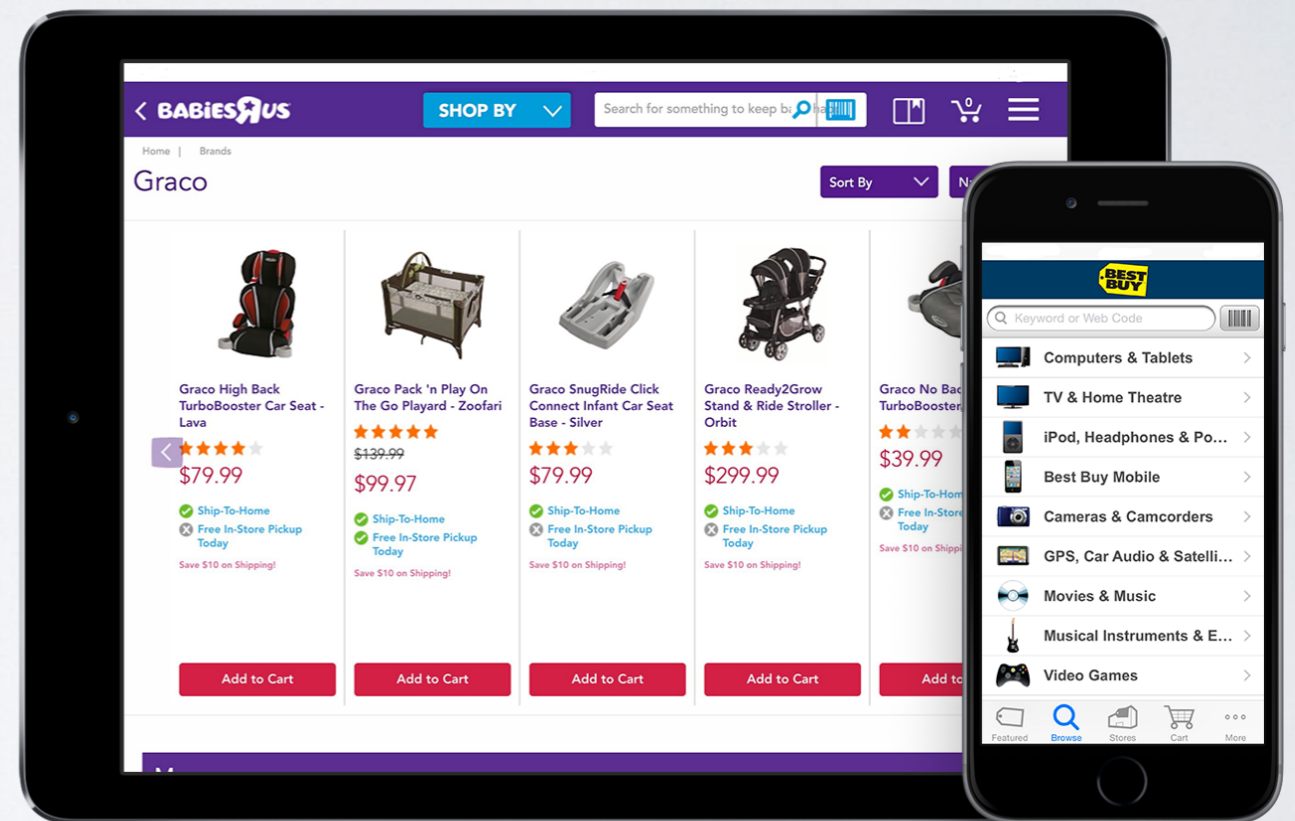 BABIESRUS
SHOP BY
Search for something to keep ba
0
Home | Brands
Graco
Sort By
Graco High Back
TurboBooster Car Seat -
Lava
$79.99
Ship-To-Home
Free In-Store Pickup
Today
Save $10 on Shipping!
Add to Cart
Graco Pack 'n Play On
The Go Playard - Zoofari
$139.99
$99.97
Ship-To-Home
Free In-Store Pickup
Today
Save $10 on Shipping!
Add to Cart
Graco SnugRide Click
Connect Infant Car Seat
Base - Silver
$79.99
Ship-To-Home
Free In-Store Pickup
Today
Save $10 on Shipping!
Add to Cart
Graco Ready2Grow
Stand & Ride Stroller -
Orbit
$299.99
Ship-To-Home
Free In-Store Pickup
Today
Save $10 on Shipping!
Add to Cart
Graco No Bac
TurboBooster
$39.99
Ship-To-Hom
Free In-Store
Today
Save $10 on Shippi
Add to
BEST
BUY
Keyword or Web Code
Computers & Tablets
TV & Home Theatre
iPod, Headphones & Po...
Best Buy Mobile
Cameras & Camcorders
GPS, Car Audio & Satelli...
Movies & Music
Musical Instruments & E...
Video Games
Featured
Browse
Stores
Cart
More